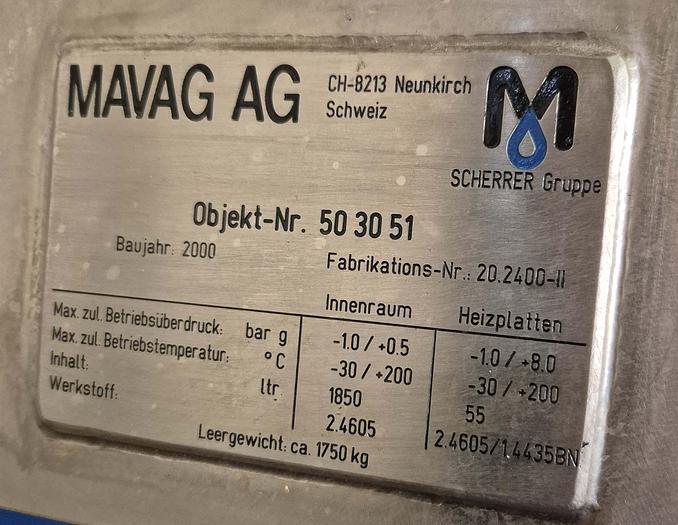 MAVAG AG
CH-8213 Neunkirch
Schweiz
M
SCHERRER Gruppe
Objekt-Nr. 50 30 51
Baujahr: 2000
Fabrikations-Nr.: 20.2400-II
Innenraum Heizplatten
Max. zul. Betriebsüberdruck: bar g -1.0 / +0.5 -1.0 / +8.0
Max. zul. Betriebstemperatur: °C -30 / +200 -30 / +200
Inhalt: ltr. 1850 55
Werkstoff: 2.4605 2.4605/1.4435BN
Leergewicht: ca. 1750 kg